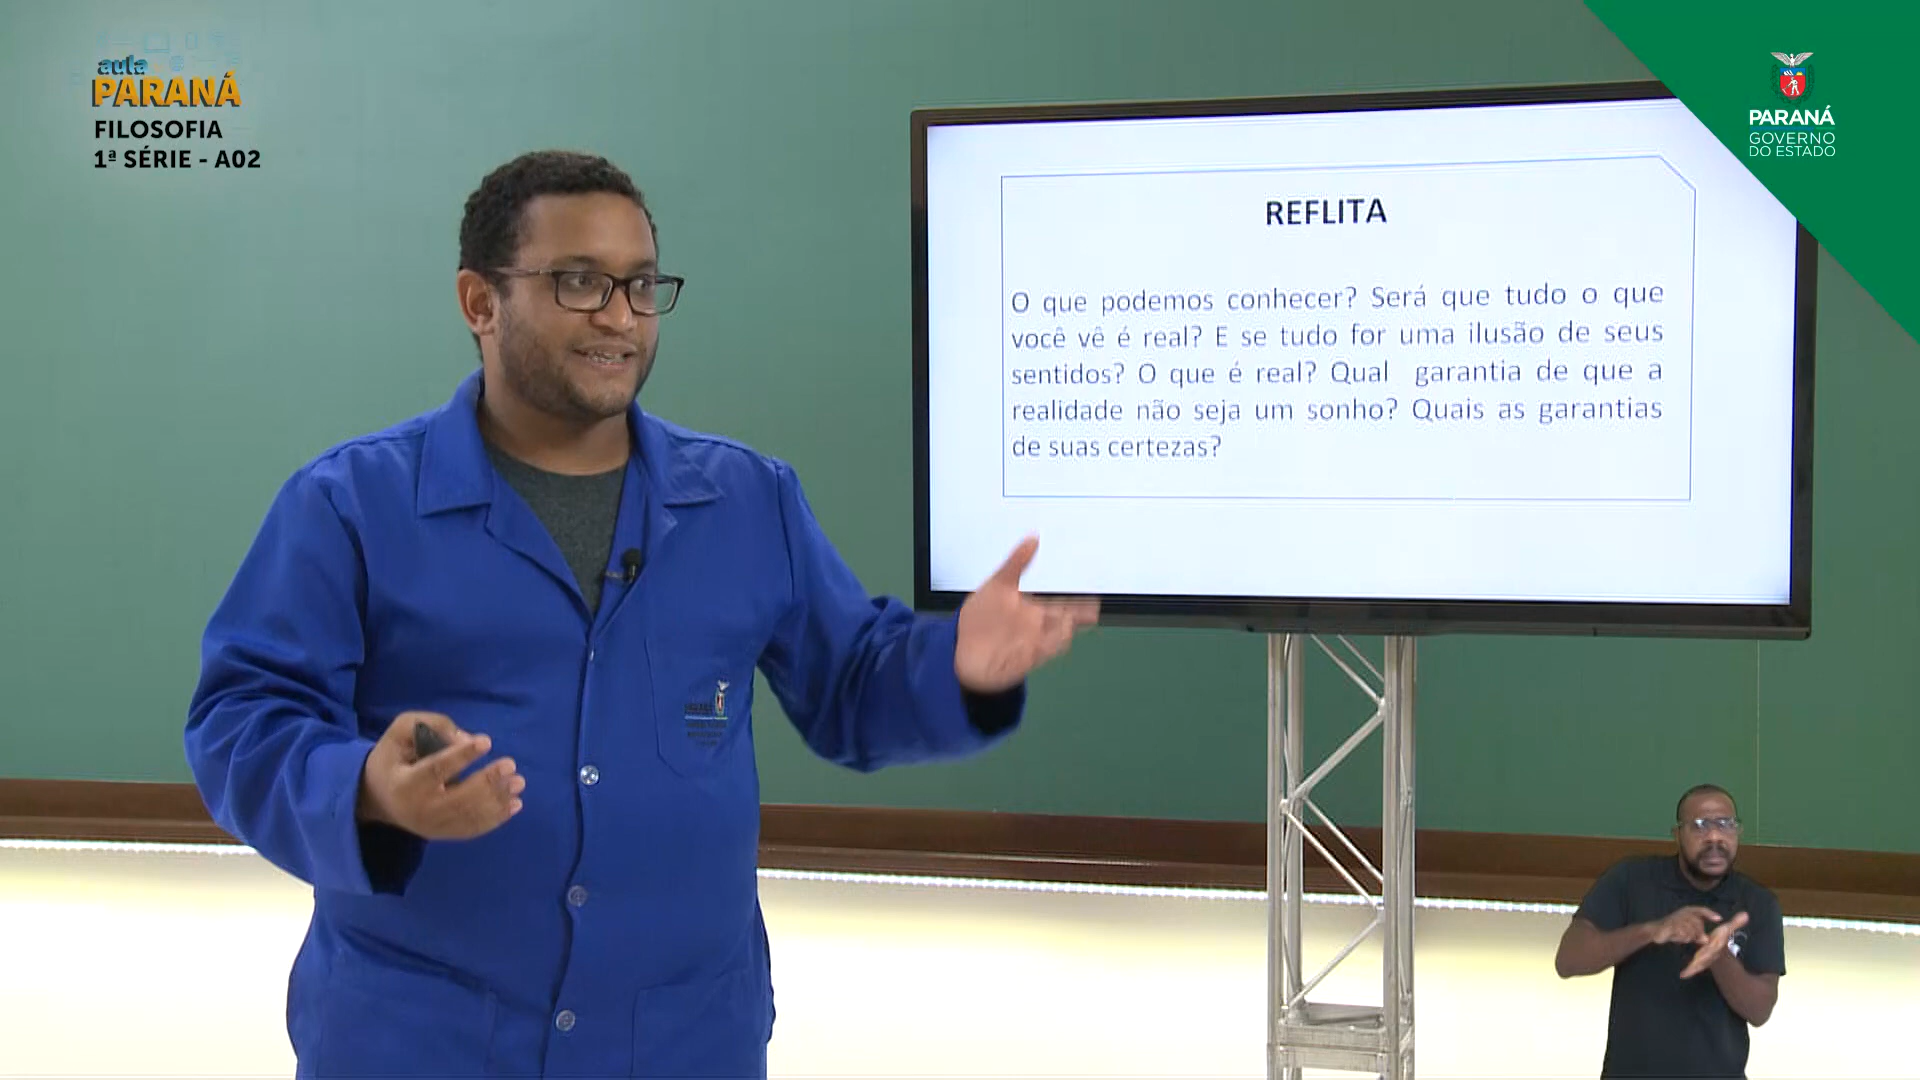 aula
PARANÁ
FILOSOFIA
1ª SÉRIE - A02
PARANÁ
GOVERNO
DO ESTADO
REFLITA
O que podemos conhecer? Será que tudo o que
você vê é real? E se tudo for uma ilusão de seus
sentidos? O que é real? Qual garantia de que a
realidade não seja um sonho? Quais as garantias
de suas certezas?